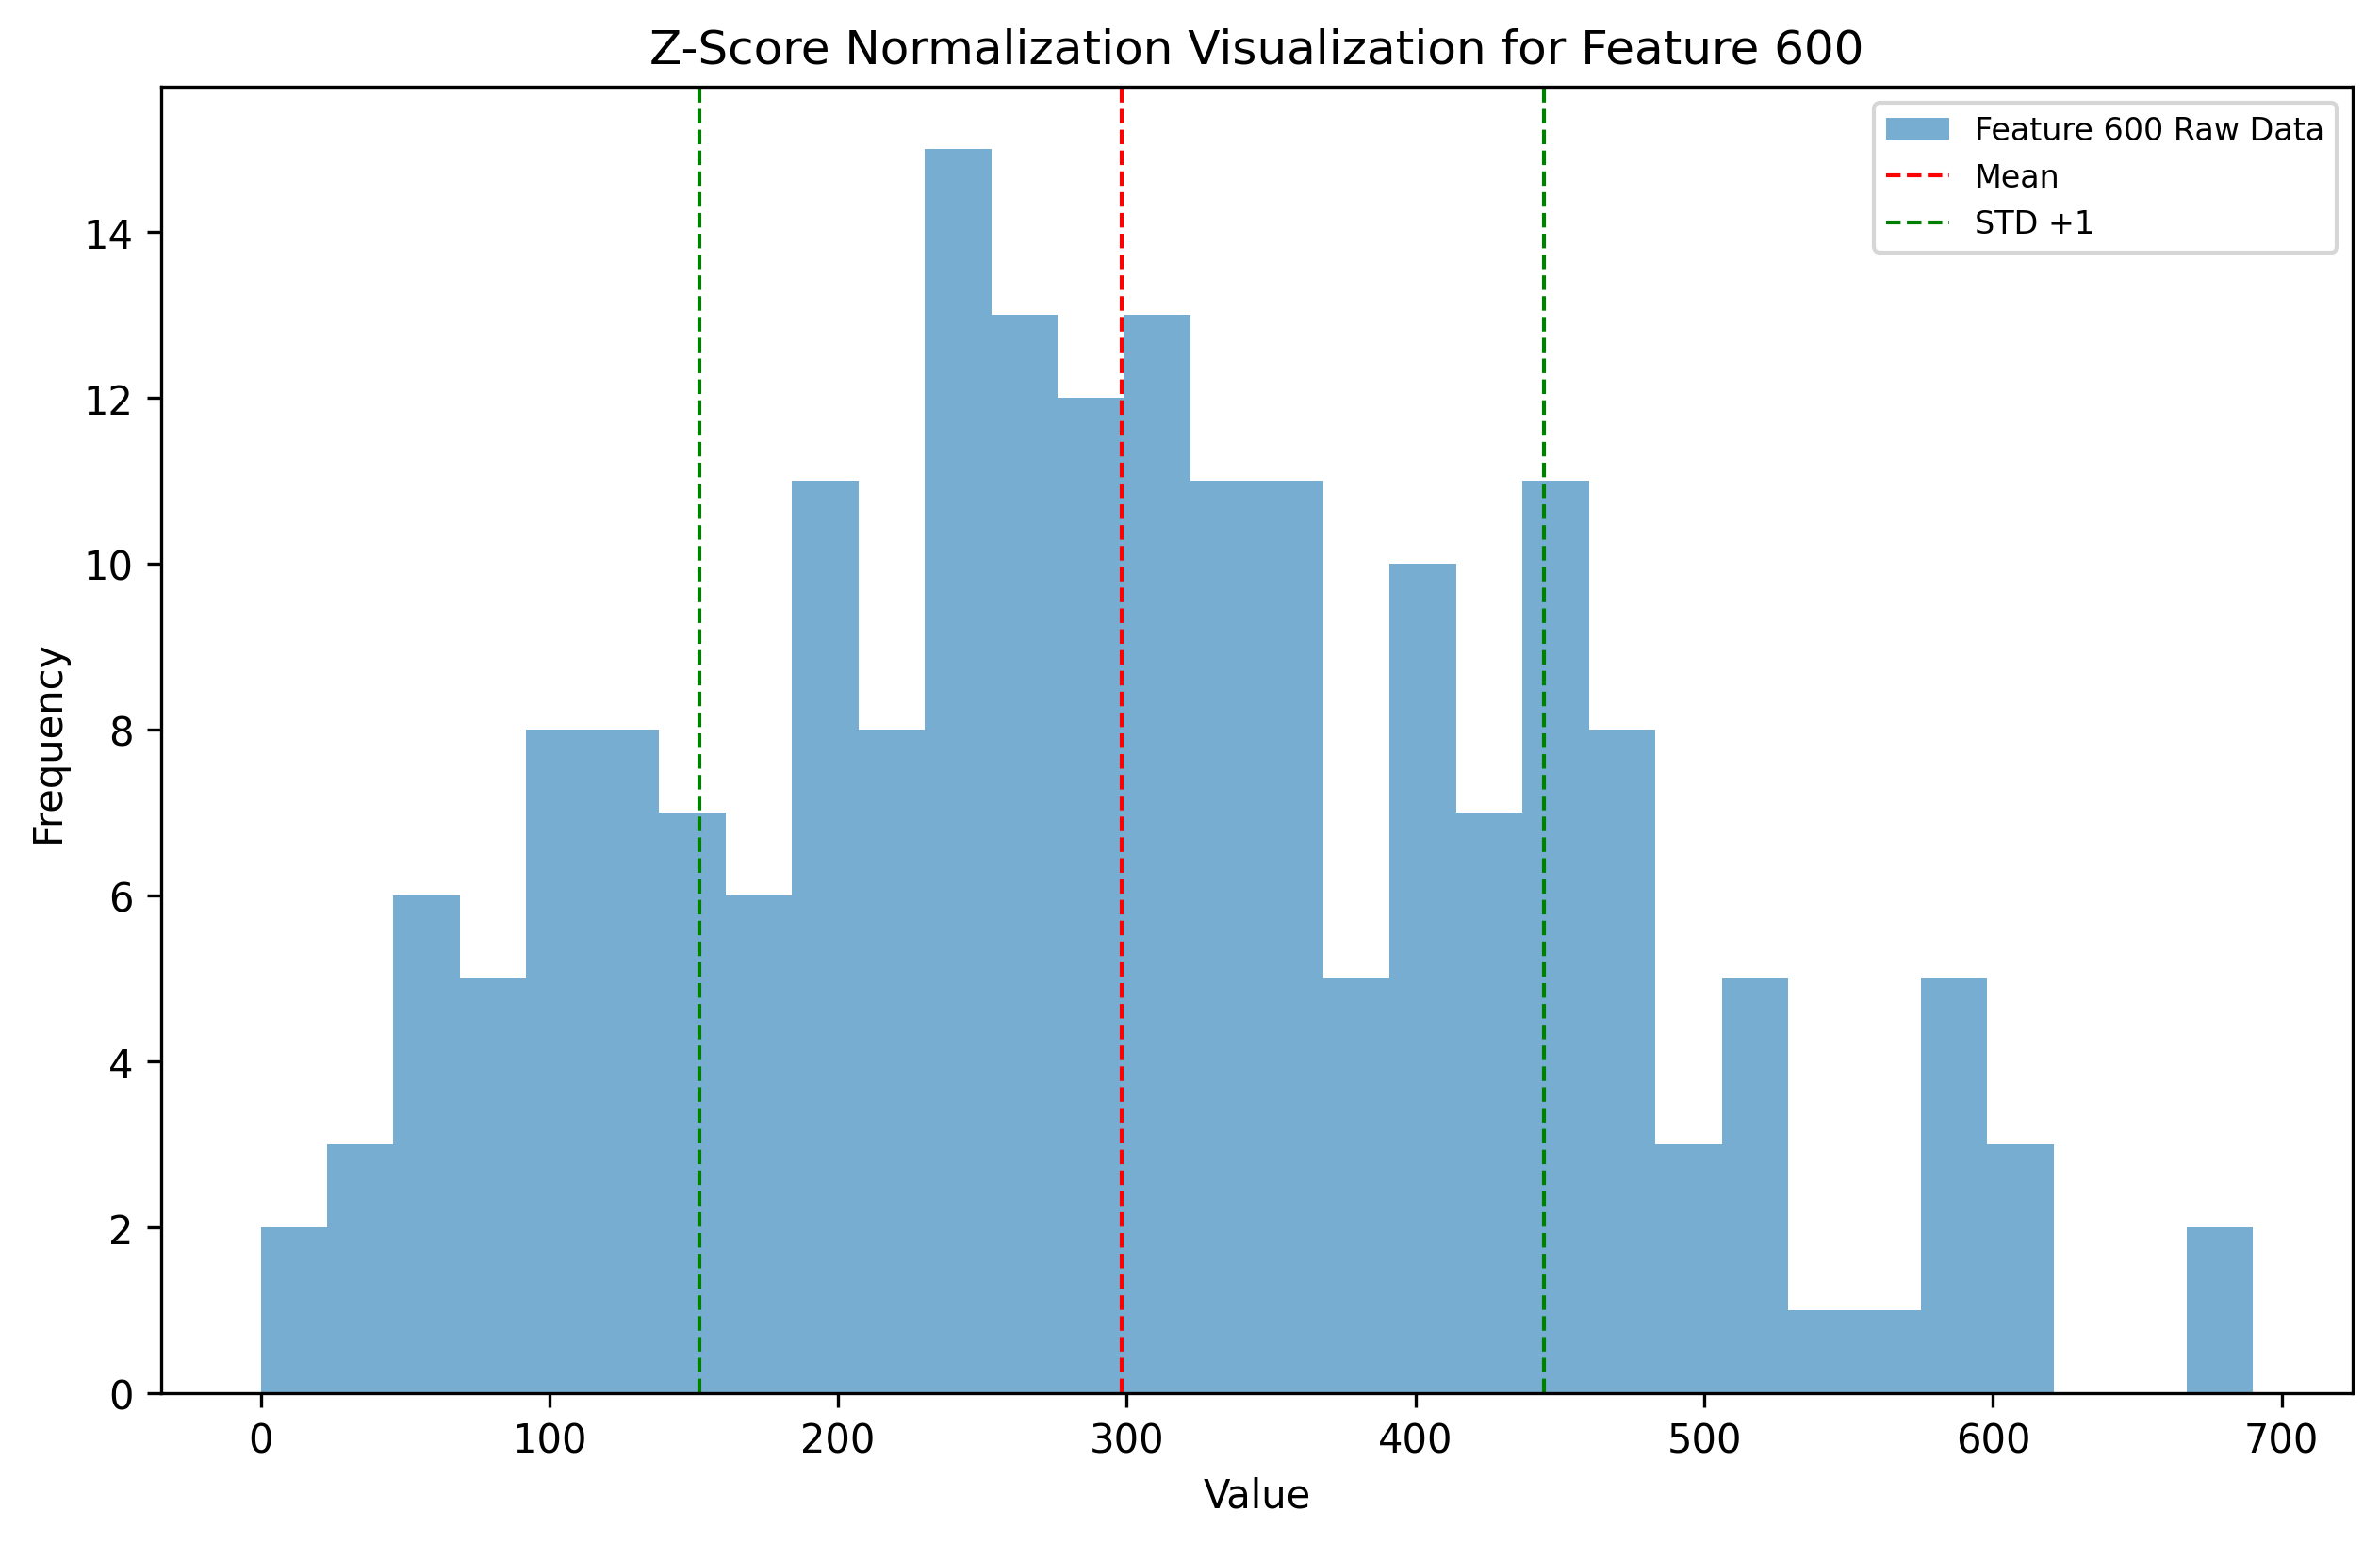 Z-Score Normalization Visualization for Feature 600
Feature 600 Raw Data
Mean
STD +1
14
12
10
8
6
4
2
0
Frequency
0 100 200 300 400 500 600 700
Value